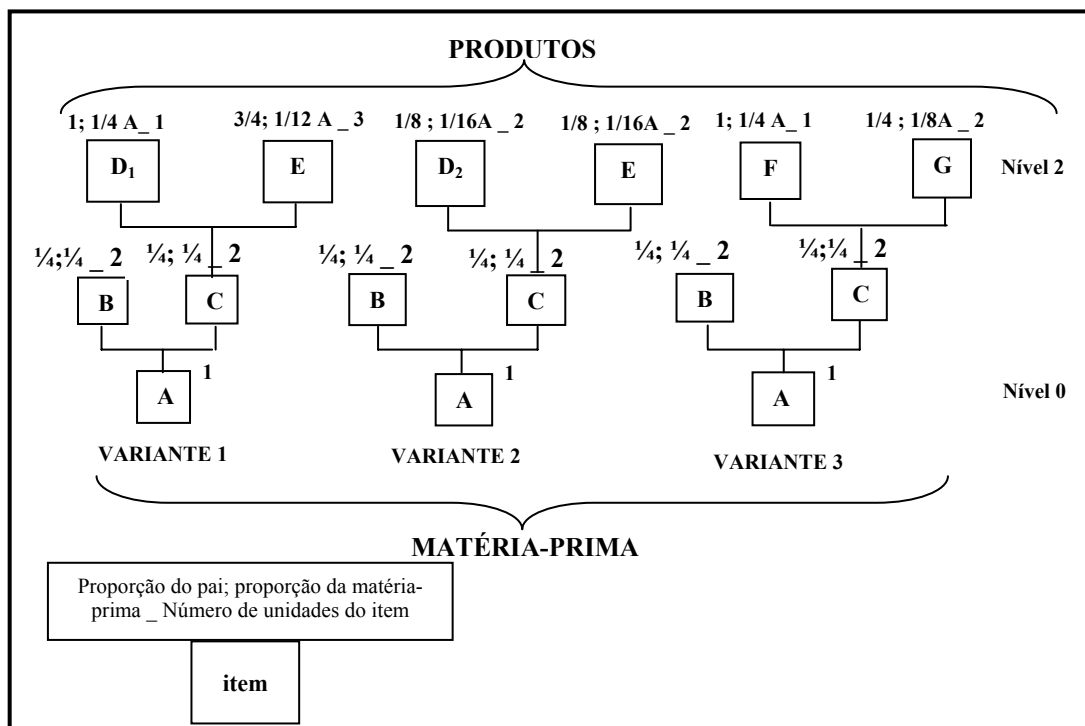 PRODUTOS
1; 1/4 A_ 1 3/4; 1/12 A _ 3 1/8 ; 1/16A _ 2 1/8 ; 1/16A _ 2 1; 1/4 A_ 1 1/4 ; 1/8A _ 2
D₁ E D₂ E F G Nível 2
¼;¼ _ 2 ¼; ¼ _ 2 ¼; ¼ _ 2 ¼; ¼ _ 2 ¼; ¼ _ 2 ¼;¼ _ 2
B C B C B C
1 1 1
A A A Nível 0
VARIANTE 1 VARIANTE 2 VARIANTE 3
MATÉRIA-PRIMA
Proporção do pai; proporção da matéria-
prima _ Número de unidades do item
item